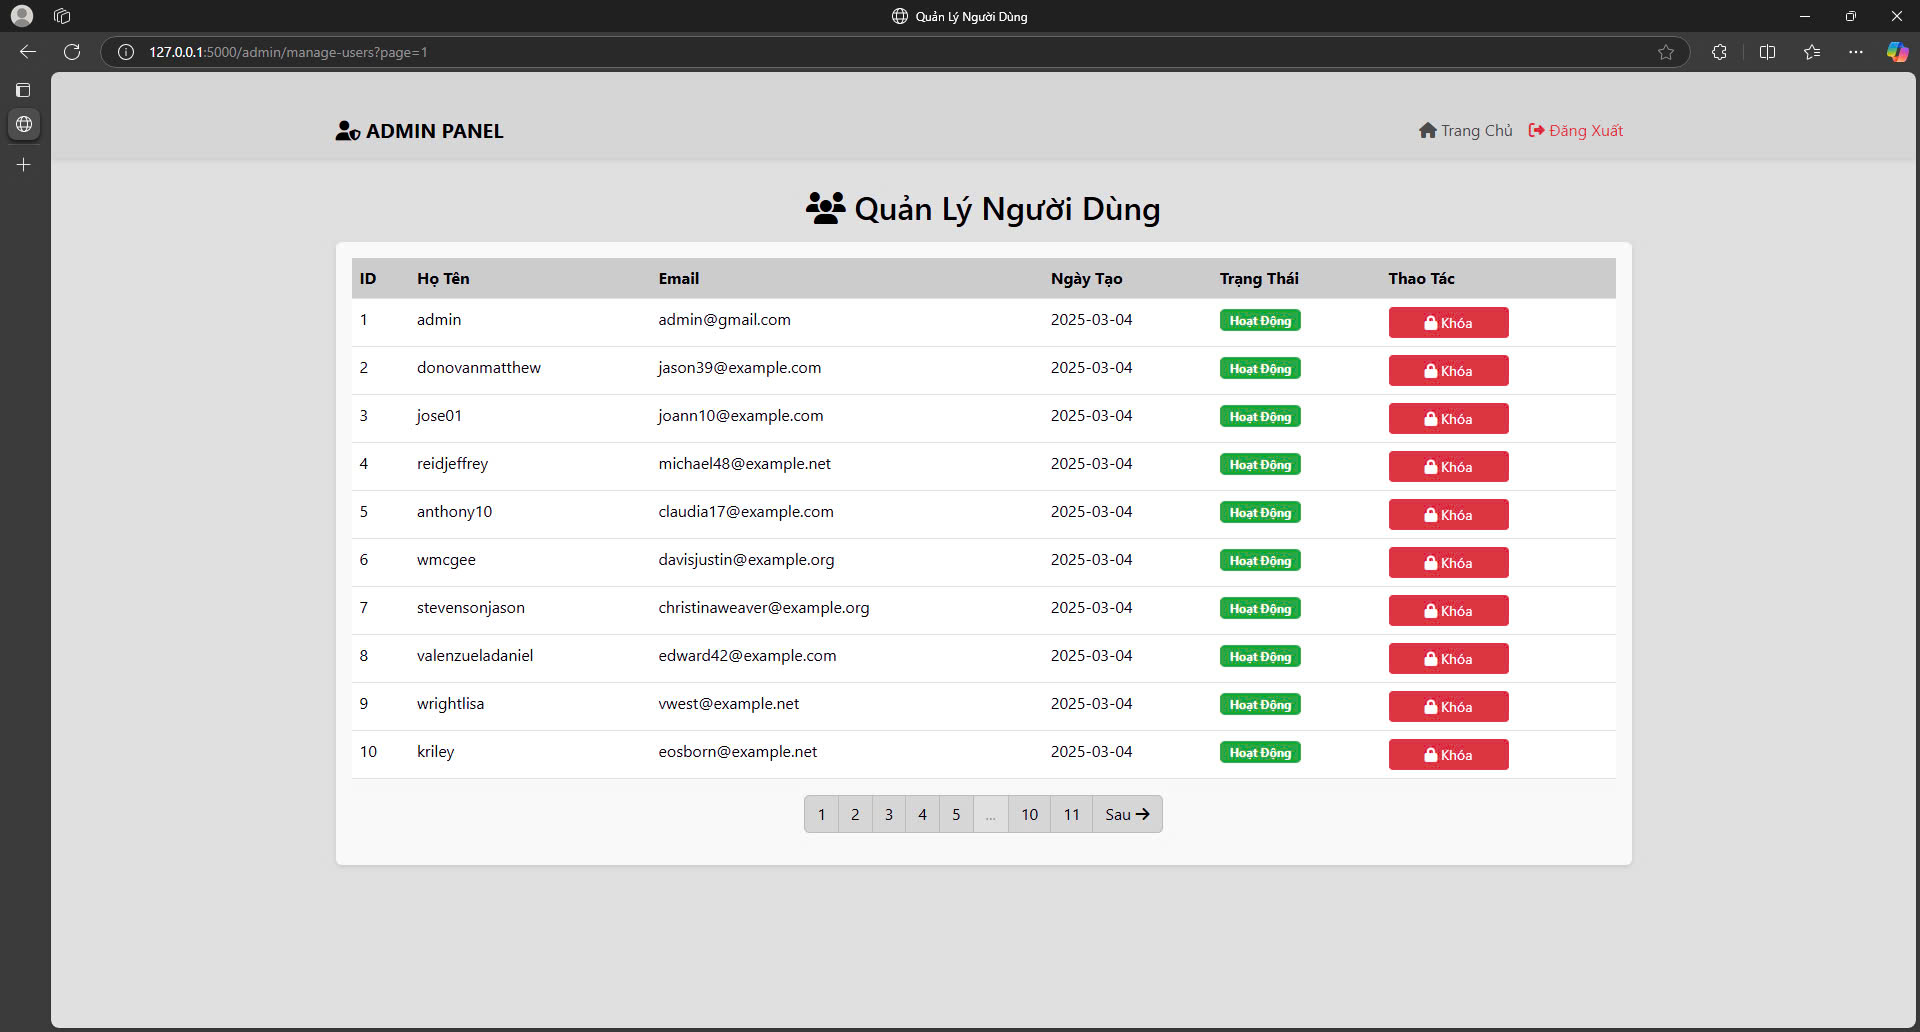 Quản Lý Người Dùng
127.0.0.1:5000/admin/manage-users?page=1
ADMIN PANEL
Trang Chủ Đăng Xuất
Quản Lý Người Dùng
ID Họ Tên Email Ngày Tạo Trạng Thái Thao Tác
1 admin admin@gmail.com 2025-03-04 Hoạt Động Khóa
2 donovanmatthew jason39@example.com 2025-03-04 Hoạt Động Khóa
3 jose01 joann10@example.com 2025-03-04 Hoạt Động Khóa
4 reidjeffrey michael48@example.net 2025-03-04 Hoạt Động Khóa
5 anthony10 claudia17@example.com 2025-03-04 Hoạt Động Khóa
6 wmcgee davisjustin@example.org 2025-03-04 Hoạt Động Khóa
7 stevensonjason christinaweaver@example.org 2025-03-04 Hoạt Động Khóa
8 valenzueladaniel edward42@example.com 2025-03-04 Hoạt Động Khóa
9 wrightlisa vwest@example.net 2025-03-04 Hoạt Động Khóa
10 kriley eosborn@example.net 2025-03-04 Hoạt Động Khóa
1 2 3 4 5 ... 10 11 Sau →